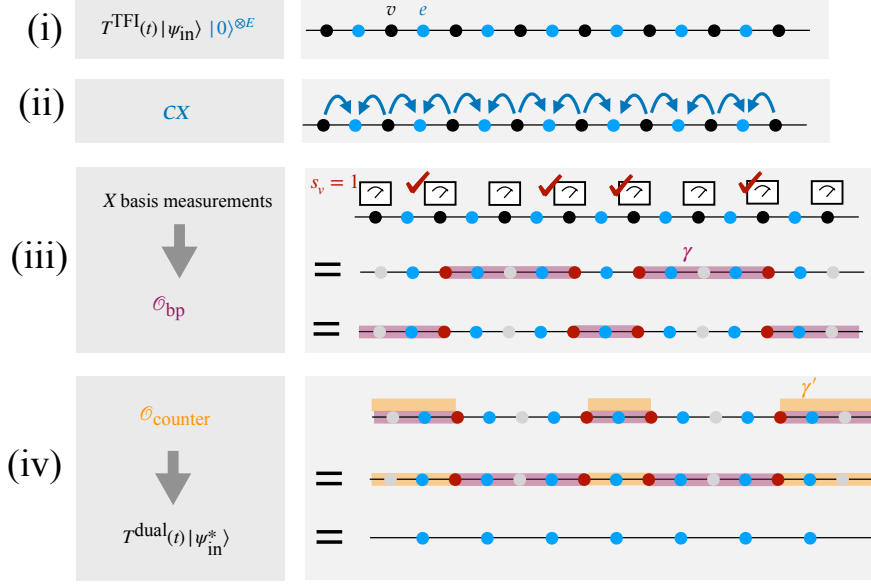 (i)
T^TFI(t)|ψ_in⟩ |0⟩^⊗E
v e
(ii)
CX
(iii)
X basis measurements
𝒪_bp
s_v = 1
=
γ
=
(iv)
𝒪_counter
T^dual(t)|ψ*_in⟩
γ′
=
=